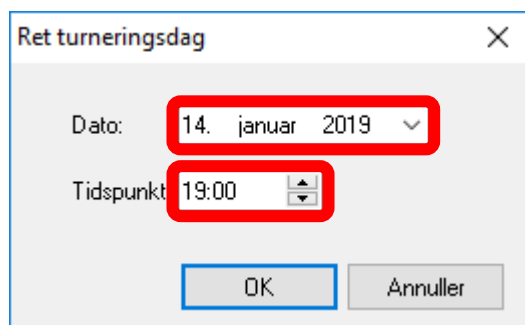 Ret turneringsdag
Dato: 14. januar 2019
Tidspunkt 19:00
OK Annuller